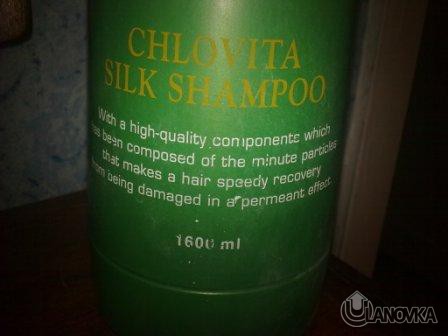 CHLOVITA
SILK SHAMPOO
With a high-quality components which
has been composed of the minute particles
that makes a hair speedy recovery
from being damaged in a permeant effect.
1600 ml
ULANOVKA